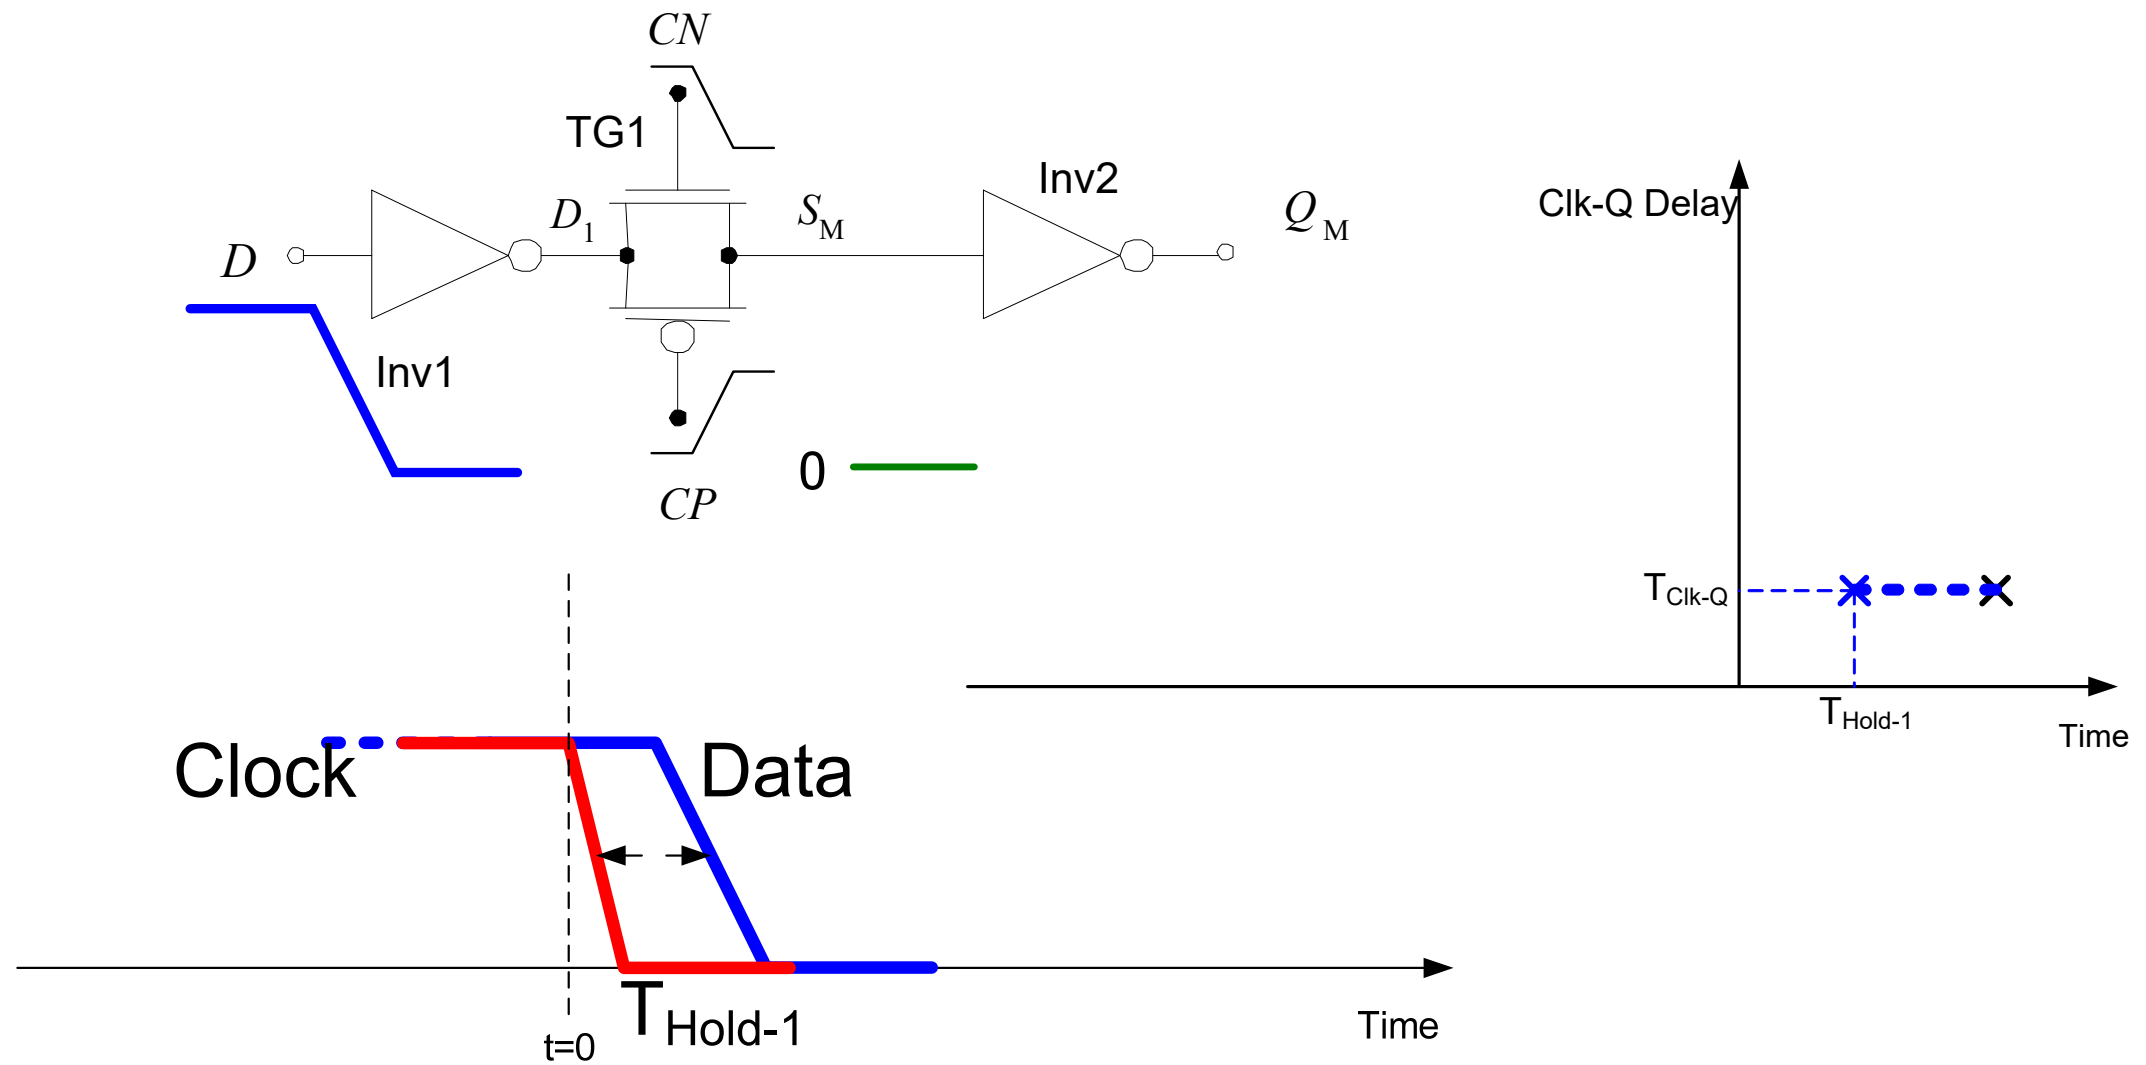 CN
TG1
Inv2
D1
SM
QM
Clk-Q Delay
D
Inv1
0
CP
TClk-Q
THold-1
Time
Clock
Data
THold-1
Time
t=0